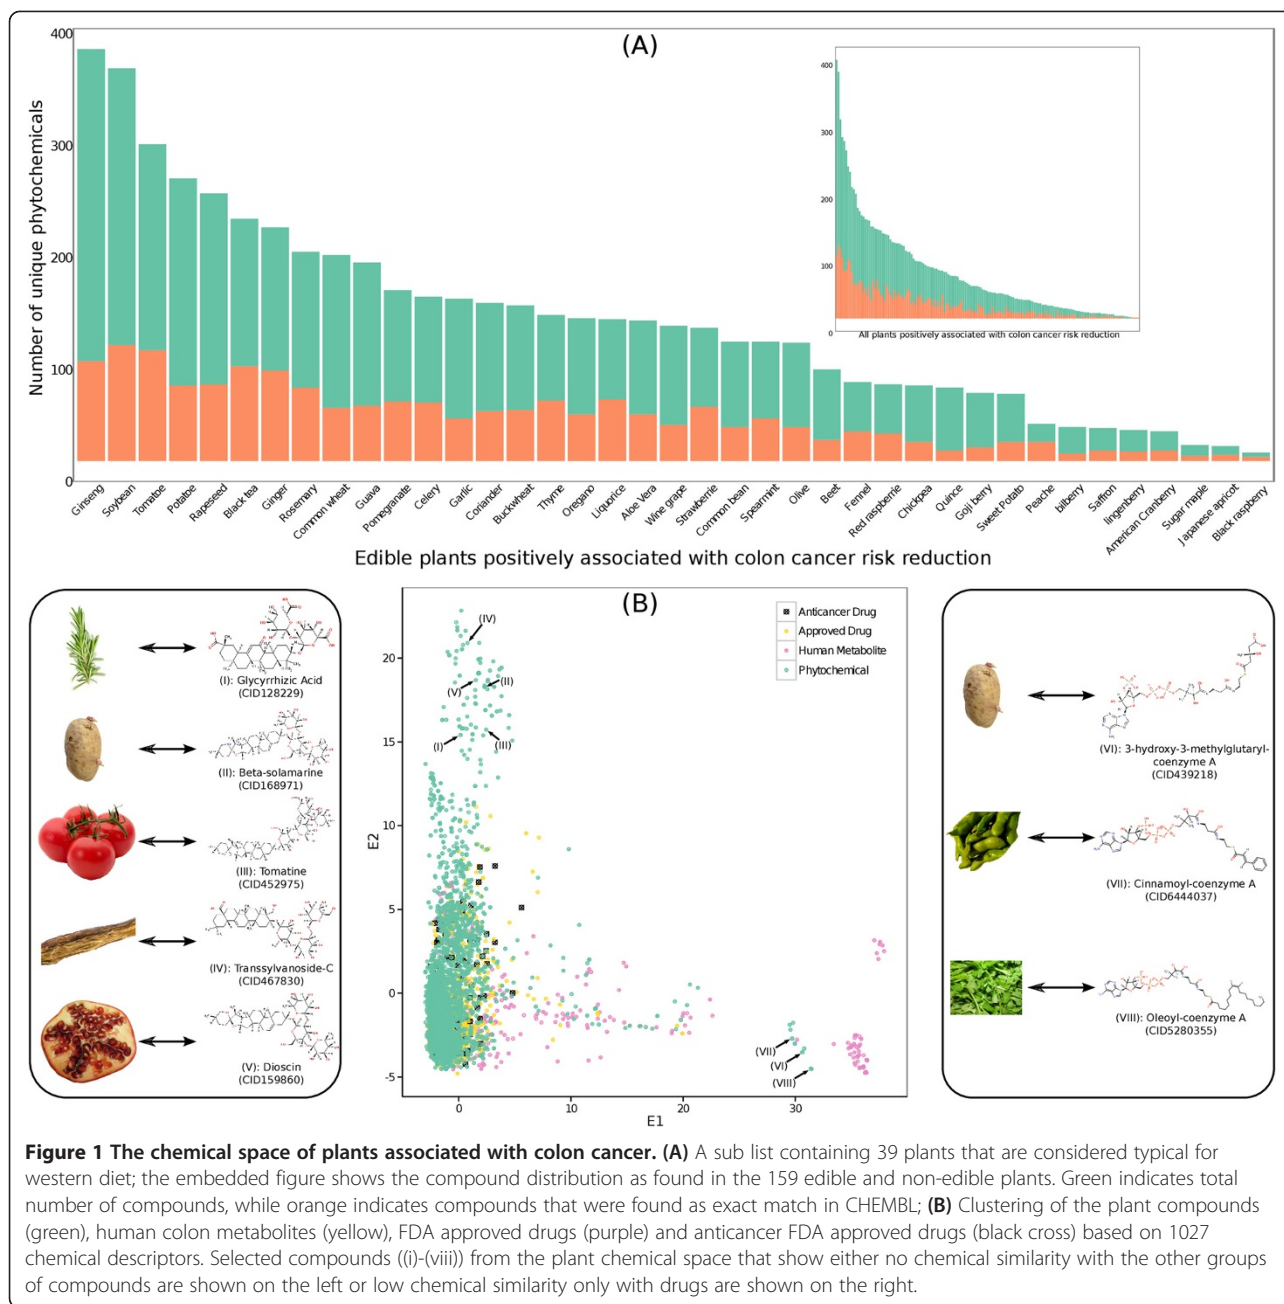 (A)
Number of unique phytochemicals
400
300
200
100
0
400
300
200
100
0
All plants positively associated with colon cancer risk reduction
Ginseng
Soybean
Tomatoe
Potatoe
Rapeseed
Black tea
Ginger
Rosemary
Common wheat
Guava
Pomegranate
Celery
Garlic
Coriander
Buckwheat
Thyme
Oregano
Liquorice
Aloe Vera
Wine grape
Strawberrie
Common bean
Spearmint
Olive
Beet
Fennel
Red raspberrie
Chickpea
Quince
Goji berry
Sweet Potato
Peache
bilberry
Saffron
lingenberry
American Cranberry
Sugar maple
Japanese apricot
Black raspberry
Edible plants positively associated with colon cancer risk reduction
(I): Glycyrrhizic Acid
(CID128229)
(II): Beta-solamarine
(CID168971)
(III): Tomatine
(CID452975)
(IV): Transsylvanoside-C
(CID467830)
(V): Dioscin
(CID159860)
(B)
Anticancer Drug
Approved Drug
Human Metabolite
Phytochemical
(IV)
(V)
(II)
(I)
(III)
(VII)
(VI)
(VIII)
E2
20
15
10
5
0
-5
0
10
20
30
E1
(VI): 3-hydroxy-3-methylglutaryl-
coenzyme A
(CID439218)
(VII): Cinnamoyl-coenzyme A
(CID6444037)
(VIII): Oleoyl-coenzyme A
(CID5280355)
Figure 1 The chemical space of plants associated with colon cancer. (A) A sub list containing 39 plants that are considered typical for
western diet; the embedded figure shows the compound distribution as found in the 159 edible and non-edible plants. Green indicates total
number of compounds, while orange indicates compounds that were found as exact match in CHEMBL; (B) Clustering of the plant compounds
(green), human colon metabolites (yellow), FDA approved drugs (purple) and anticancer FDA approved drugs (black cross) based on 1027
chemical descriptors. Selected compounds ((i)-(viii)) from the plant chemical space that show either no chemical similarity with the other groups
of compounds are shown on the left or low chemical similarity only with drugs are shown on the right.